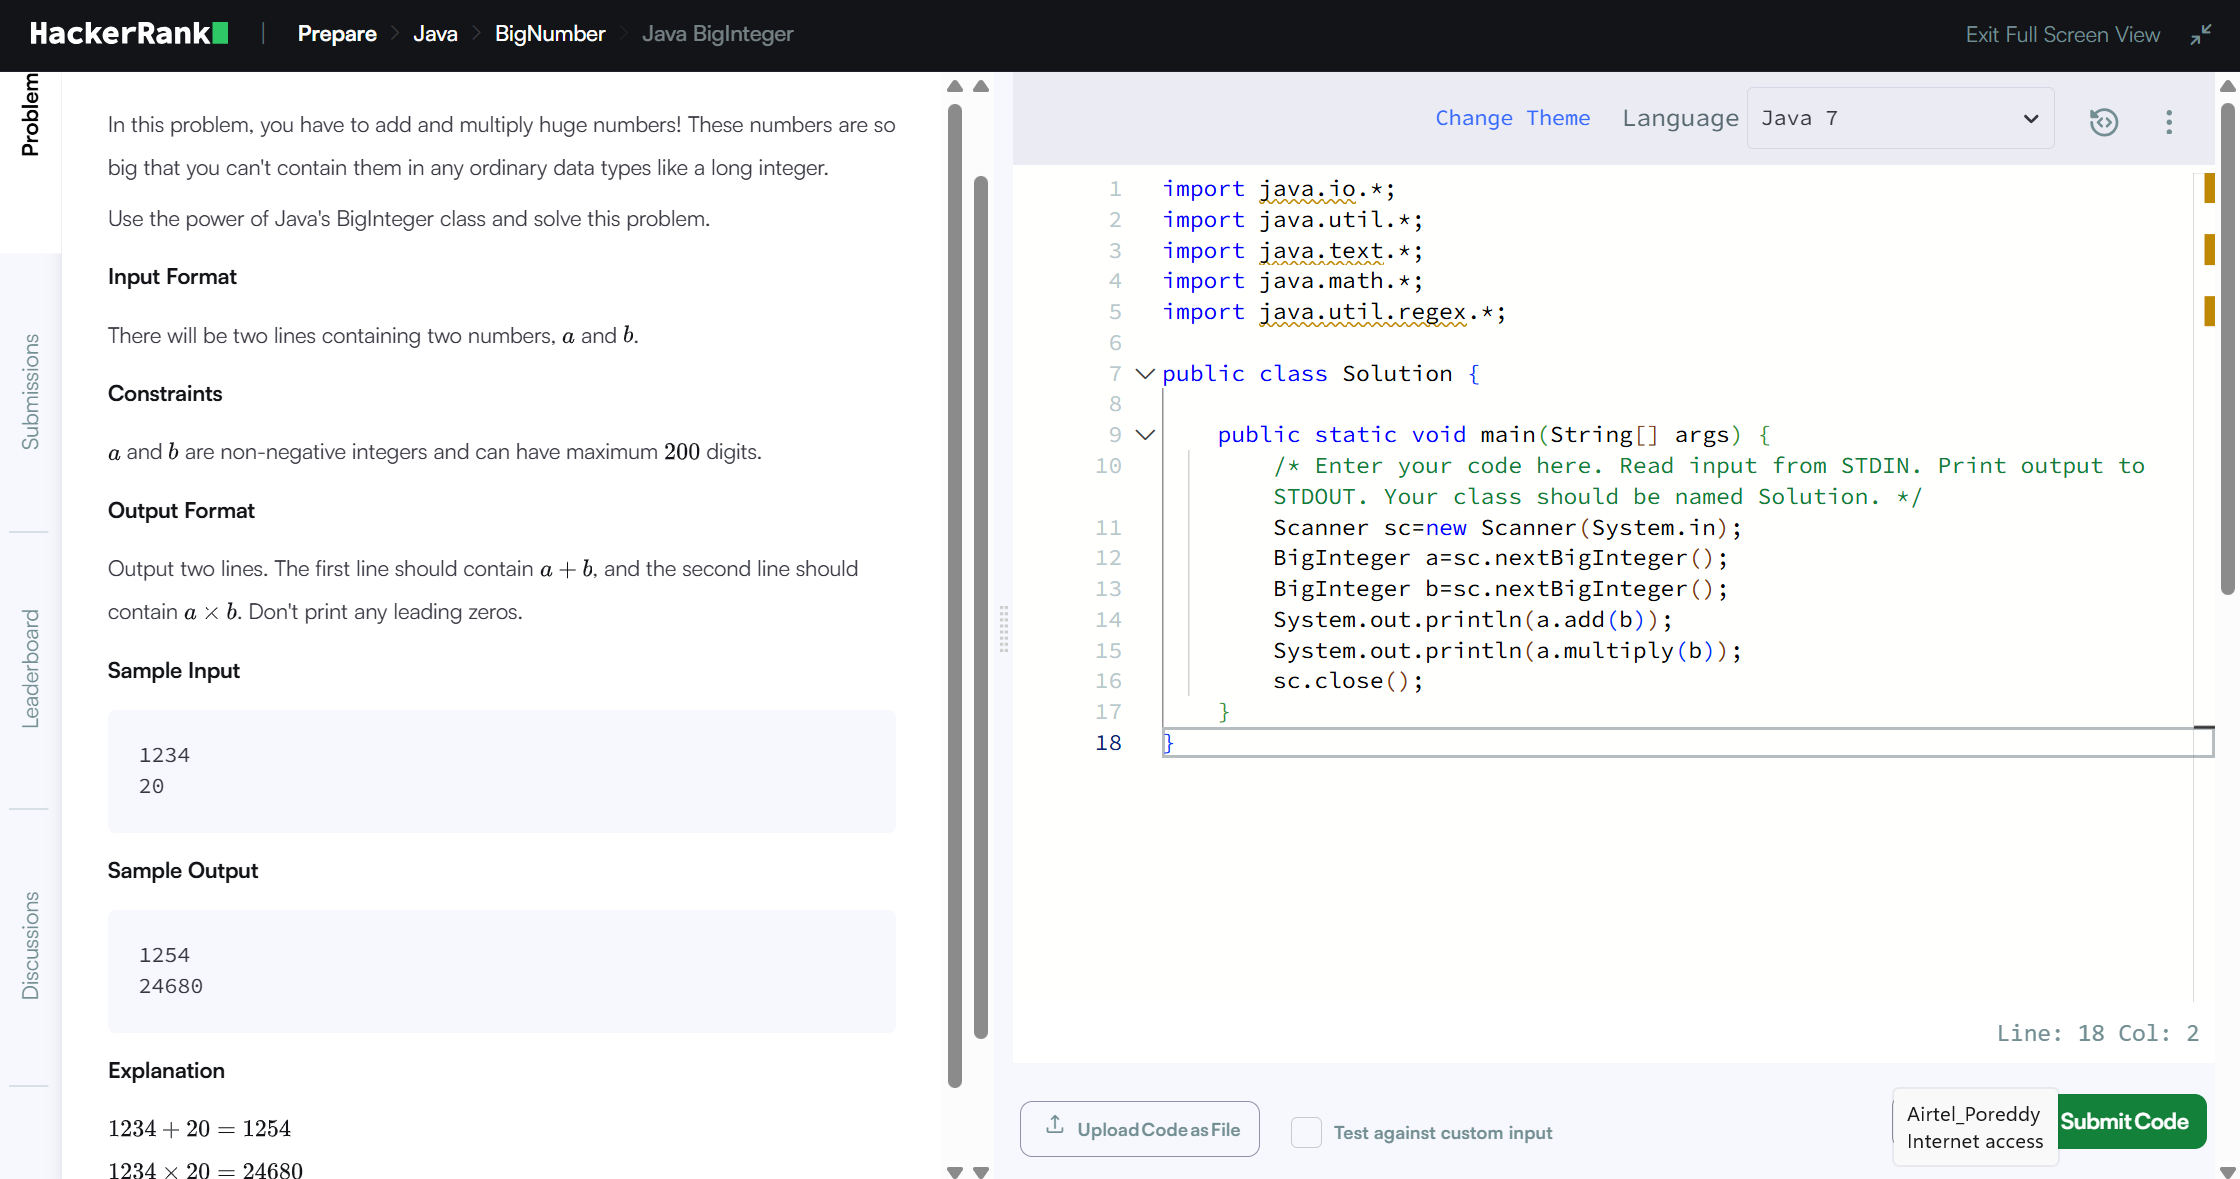 HackerRank | Prepare > Java > BigNumber > Java BigInteger
Exit Full Screen View
Problem
Submissions
Leaderboard
Discussions
In this problem, you have to add and multiply huge numbers! These numbers are so
big that you can't contain them in any ordinary data types like a long integer.
Use the power of Java's BigInteger class and solve this problem.
Input Format
There will be two lines containing two numbers, a and b.
Constraints
a and b are non-negative integers and can have maximum 200 digits.
Output Format
Output two lines. The first line should contain a + b, and the second line should
contain a × b. Don't print any leading zeros.
Sample Input
1234
20
Sample Output
1254
24680
Explanation
1234 + 20 = 1254
1234 × 20 = 24680
Change Theme Language Java 7
1 import java.io.*;
2 import java.util.*;
3 import java.text.*;
4 import java.math.*;
5 import java.util.regex.*;
6
7 public class Solution {
8
9 public static void main(String[] args) {
10 /* Enter your code here. Read input from STDIN. Print output to
STDOUT. Your class should be named Solution. */
11 Scanner sc=new Scanner(System.in);
12 BigInteger a=sc.nextBigInteger();
13 BigInteger b=sc.nextBigInteger();
14 System.out.println(a.add(b));
15 System.out.println(a.multiply(b));
16 sc.close();
17 }
18 }
Line: 18 Col: 2
Upload Code as File
Test against custom input
Airtel_Poreddy
Internet access
Submit Code